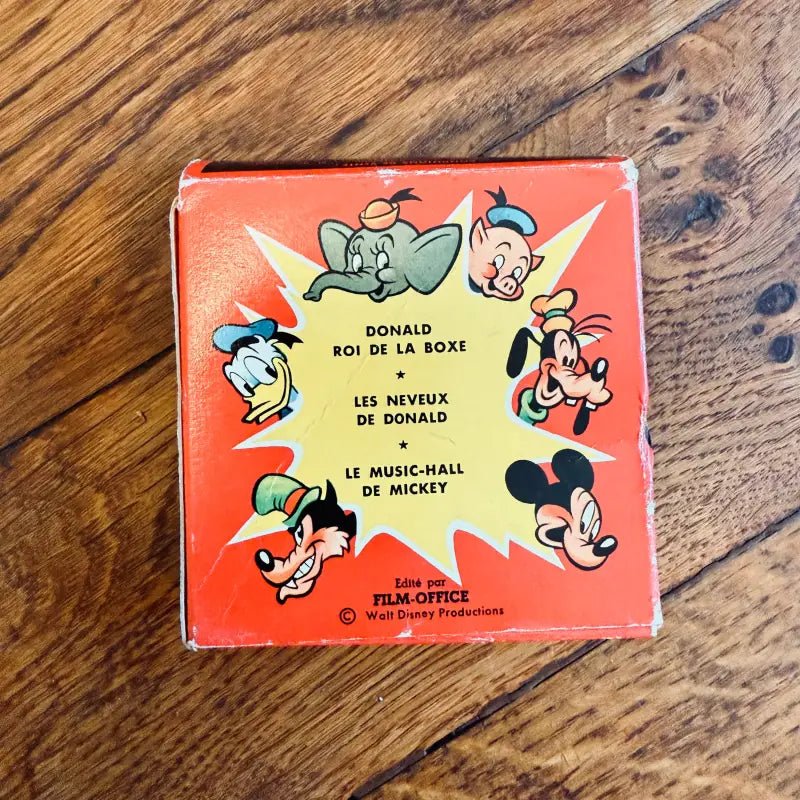 DONALD
ROI DE LA BOXE
★
LES NEVEUX
DE DONALD
★
LE MUSIC-HALL
DE MICKEY
Edité par
FILM-OFFICE
© Walt Disney Productions